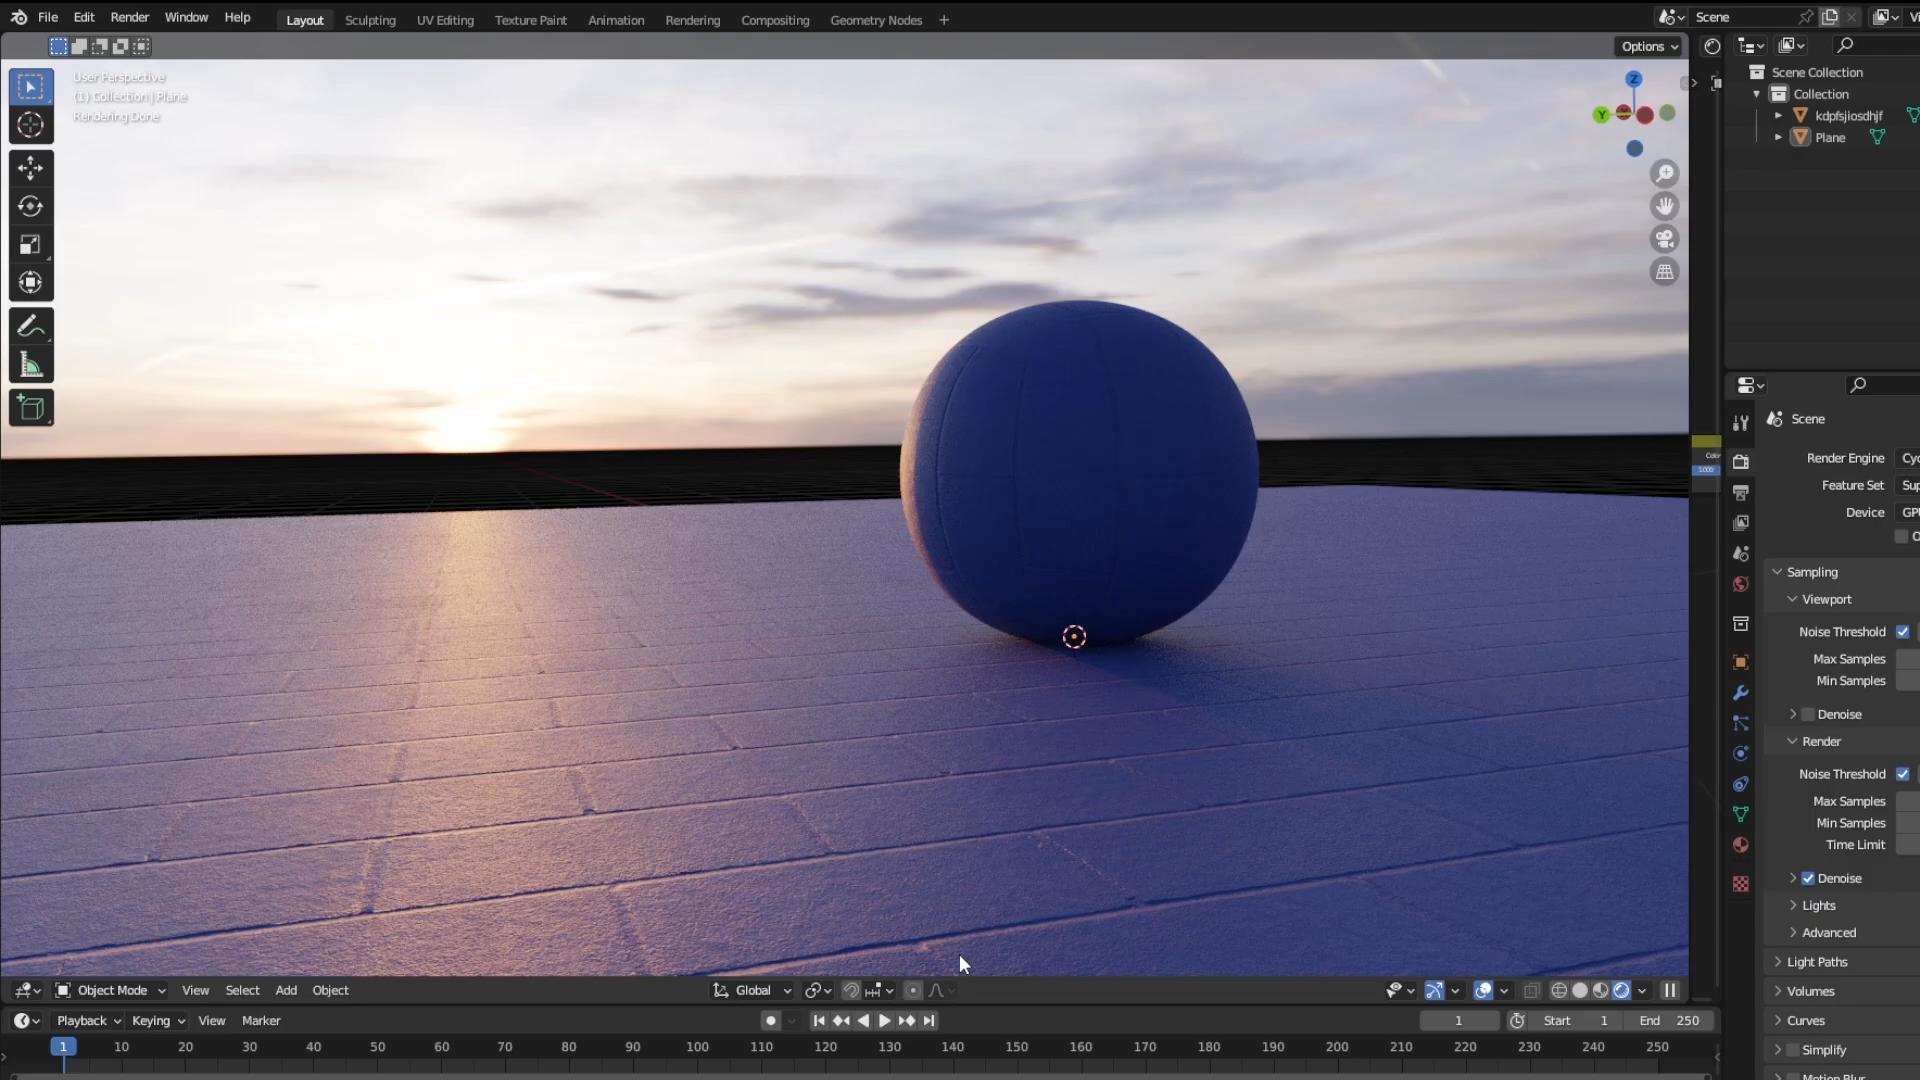 File Edit Render Window Help
Layout Sculpting UV Editing Texture Paint Animation Rendering Compositing Geometry Nodes +
Scene
Options
User Perspective
(1) Collection | Plane
Rendering Done
Z
Y
Scene Collection
Collection
kdpfsjiosdhjf
Plane
Scene
Render Engine
Feature Set
Device
Sampling
Viewport
Noise Threshold
Max Samples
Min Samples
Denoise
Render
Noise Threshold
Max Samples
Min Samples
Time Limit
Denoise
Lights
Advanced
Light Paths
Volumes
Curves
Simplify
Motion Blur
Object Mode View Select Add Object
Global
Playback Keying View Marker
1 Start 1 End 250
1 10 20 30 40 50 60 70 80 90 100 110 120 130 140 150 160 170 180 190 200 210 220 230 240 250